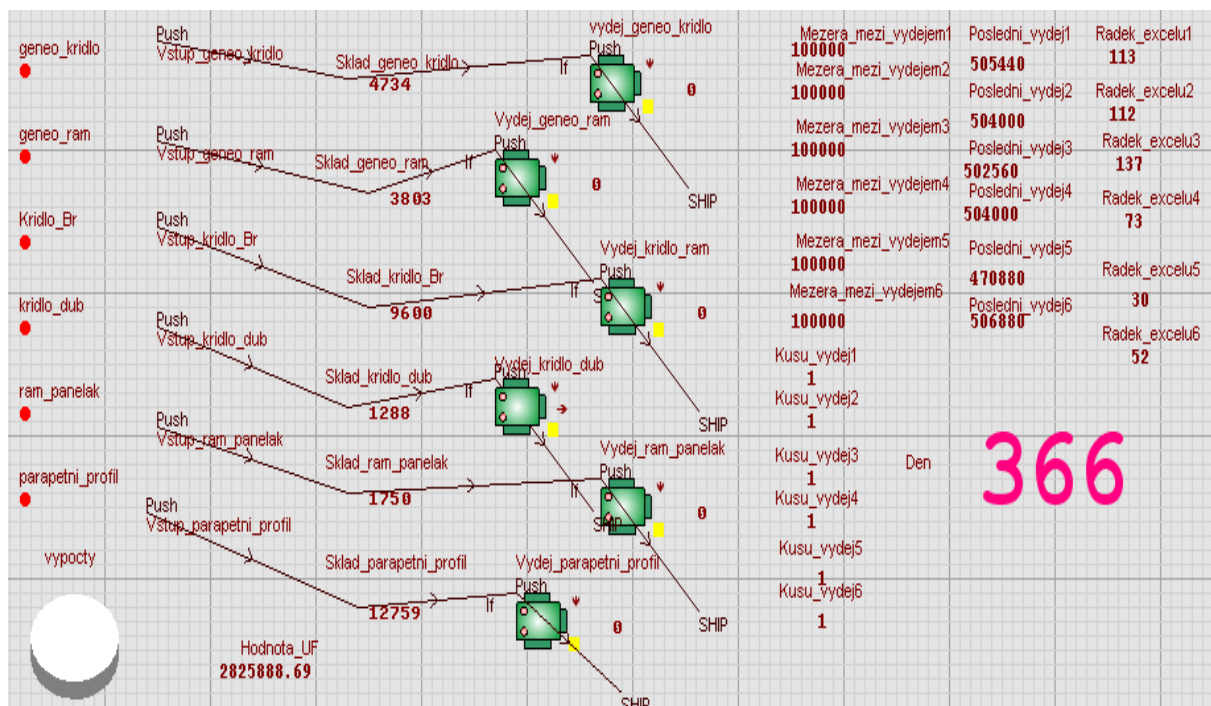 geneo_kridlo
Push
Vstup_geneo_kridlo
Sklad_geneo_kridlo
4734
If
vydej_geneo_kridlo
Push
0
SHIP
geneo_ram
Push
Vstup_geneo_ram
Sklad_geneo_ram
3803
If
Vydej_geneo_ram
Push
0
Kridlo_Br
Push
Vstup_kridlo_Br
Sklad_kridlo_Br
9600
If
Vydej_kridlo_ram
Push
0
SHIP
kridlo_dub
Push
Vstup_kridlo_dub
Sklad_kridlo_dub
1288
If
Vydej_kridlo_dub
Push
SHIP
ram_panelak
Push
Vstup_ram_panelak
Sklad_ram_panelak
1750
If
Vydej_ram_panelak
Push
0
SHIP
parapetni_profil
Push
Vstup_parapetni_profil
Sklad_parapetni_profil
12759
If
Vydej_parapetni_profil
Push
0
SHIP
vypocty
Hodnota_UF
2825888.69
Mezera_mezi_vydejem1
100000
Mezera_mezi_vydejem2
100000
Mezera_mezi_vydejem3
100000
Mezera_mezi_vydejem4
100000
Mezera_mezi_vydejem5
100000
Mezera_mezi_vydejem6
100000
Posledni_vydej1
505440
Posledni_vydej2
504000
Posledni_vydej3
502560
Posledni_vydej4
504000
Posledni_vydej5
470880
Posledni_vydej6
506880
Radek_excelu1
113
Radek_excelu2
112
Radek_excelu3
137
Radek_excelu4
73
Radek_excelu5
30
Radek_excelu6
52
Kusu_vydej1
1
Kusu_vydej2
1
Kusu_vydej3
1
Kusu_vydej4
1
Kusu_vydej5
1
Kusu_vydej6
1
Den
366